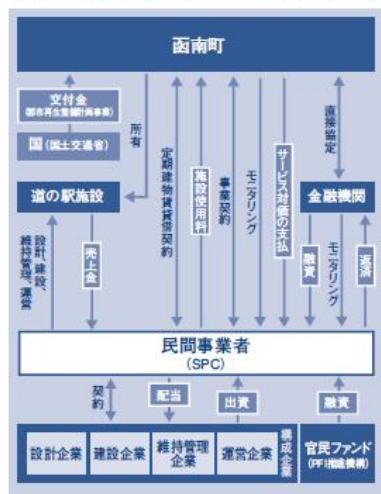 函南町
交付金
(都市再生整備計画事業)
国(国土交通省)
所有
定期建物賃貸借契約
施設使用料
事業契約
モニタリング
サービス対価の支払
直接協定
道の駅施設
金融機関
設計、建設、
維持管理、運営
売上金
融資
モニタリング
返済
民間事業者
(SPC)
契約
配当
出資
融資
設計企業
建設企業
維持管理
企業
運営企業
構成企業
官民ファンド
(PFI推進機構)